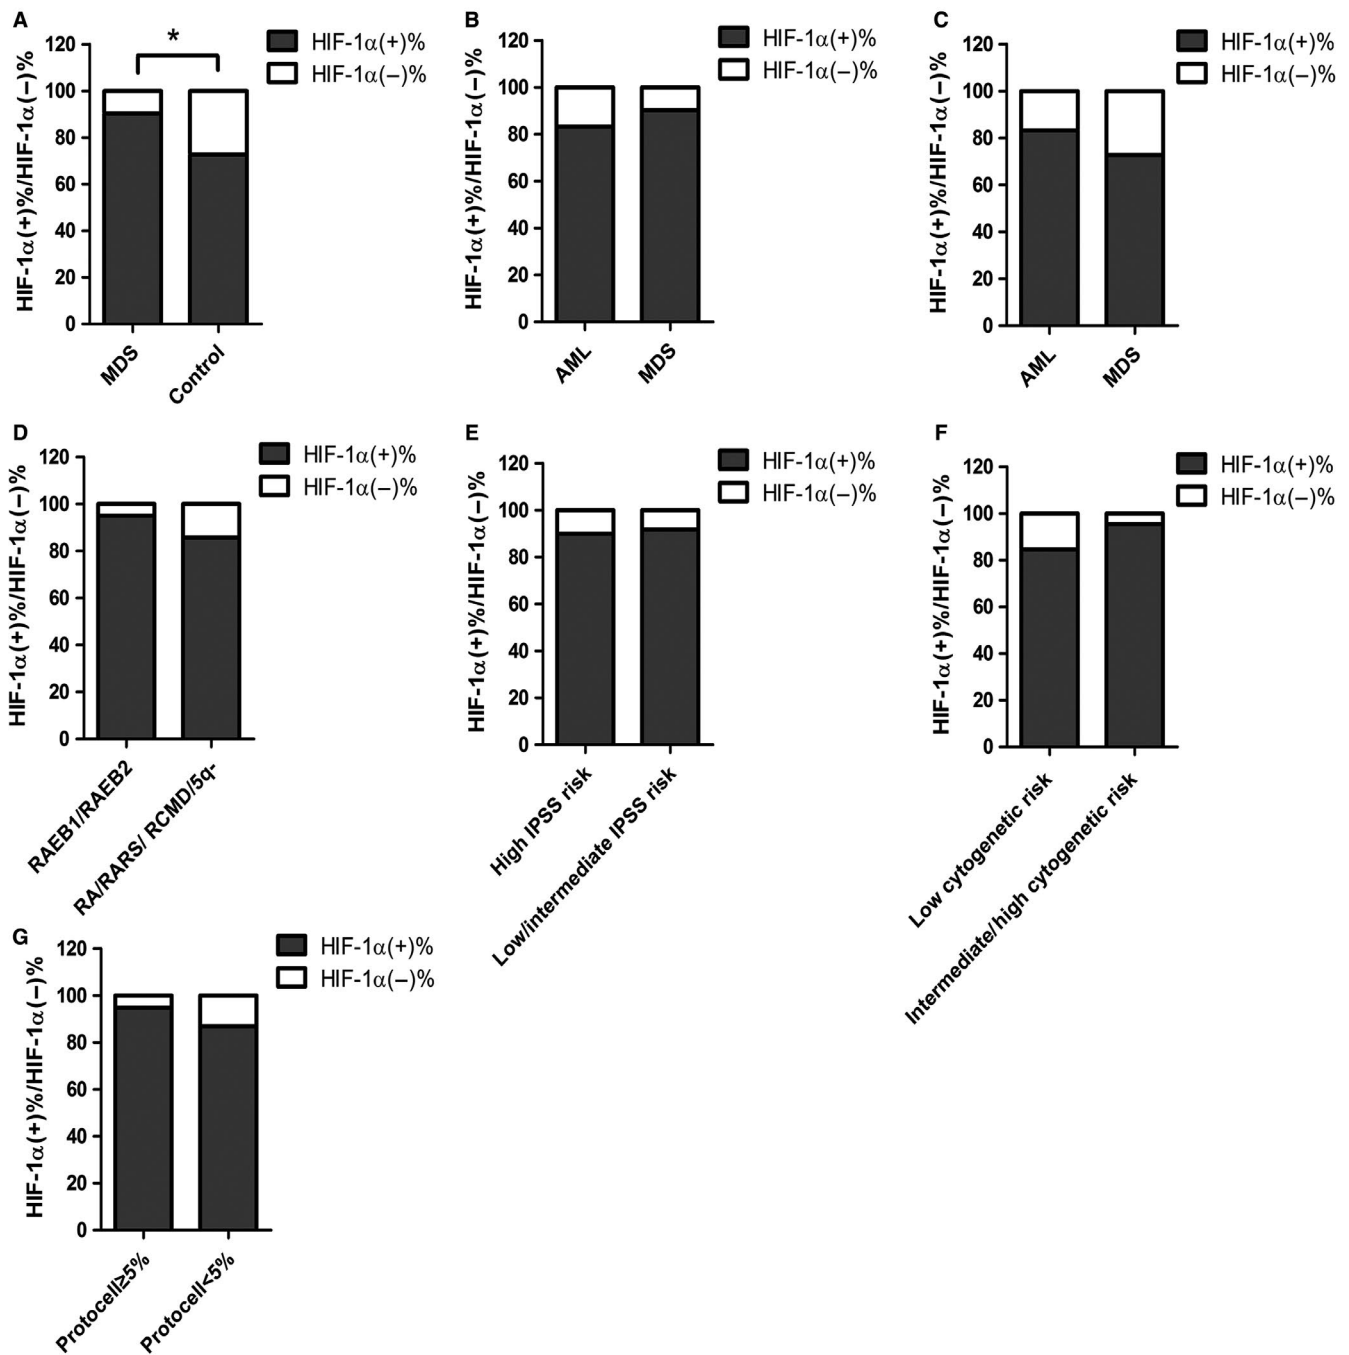 A
*
HIF-1α(+)%
HIF-1α(−)%
HIF-1α(+)%/HIF-1α(−)%
120
100
80
60
40
20
0
MDS
Control
B
HIF-1α(+)%
HIF-1α(−)%
HIF-1α(+)%/HIF-1α(−)%
120
100
80
60
40
20
0
AML
MDS
C
HIF-1α(+)%
HIF-1α(−)%
HIF-1α(+)%/HIF-1α(−)%
120
100
80
60
40
20
0
AML
MDS
D
HIF-1α(+)%
HIF-1α(−)%
HIF-1α(+)%/HIF-1α(−)%
120
100
80
60
40
20
0
RAEB1/RAEB2
RA/RARS/ RCMD/5q-
E
HIF-1α(+)%
HIF-1α(−)%
HIF-1α(+)%/HIF-1α(−)%
120
100
80
60
40
20
0
High IPSS risk
Low/intermediate IPSS risk
F
HIF-1α(+)%
HIF-1α(−)%
HIF-1α(+)%/HIF-1α(−)%
120
100
80
60
40
20
0
Low cytogenetic risk
Intermediate/high cytogenetic risk
G
HIF-1α(+)%
HIF-1α(−)%
HIF-1α(+)%/HIF-1α(−)%
120
100
80
60
40
20
0
Protocell≥5%
Protocell<5%